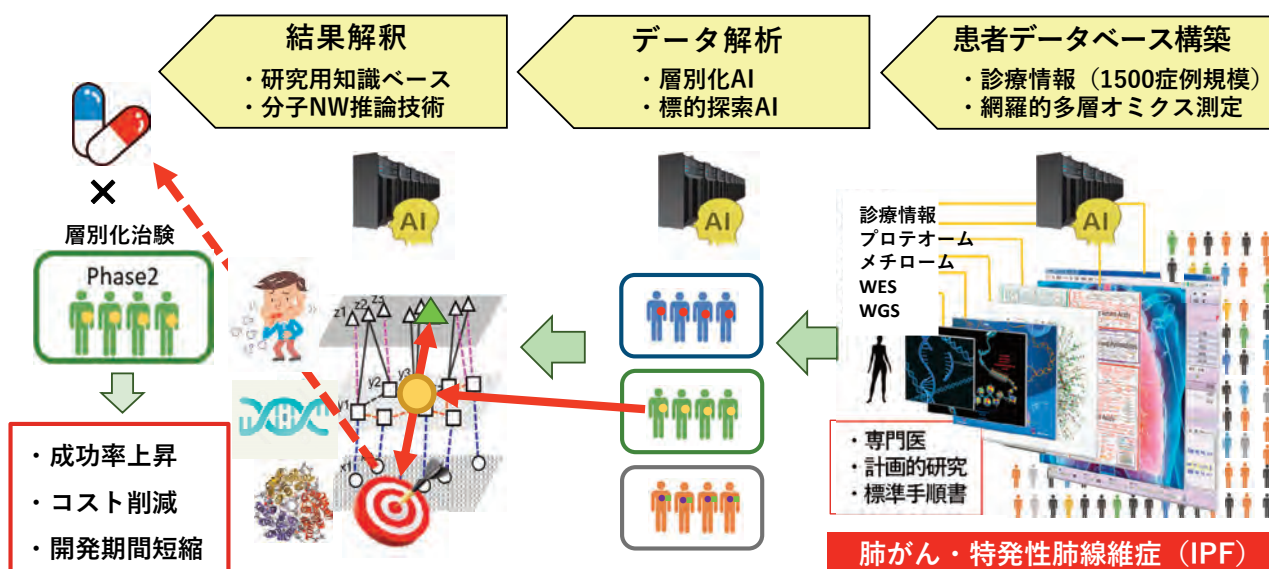 結果解釈
・研究用知識ベース
・分子NW推論技術
データ解析
・層別化AI
・標的探索AI
患者データベース構築
・診療情報（1500症例規模）
・網羅的多層オミクス測定
×
層別化治験
Phase2
・成功率上昇
・コスト削減
・開発期間短縮
AI
z1
z2
z3
y1
y2
y3
x1
AI
AI
診療情報
プロテオーム
メチローム
WES
WGS
・専門医
・計画的研究
・標準手順書
肺がん・特発性肺線維症（IPF）